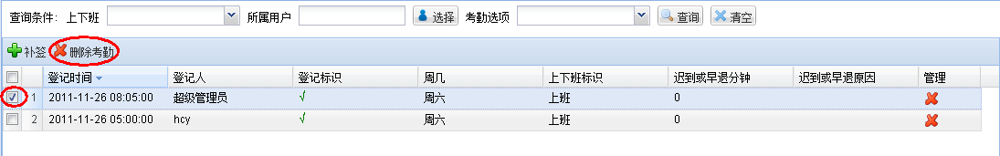 查询条件： 上下班 所属用户 选择 考勤选项 查询 清空
补签 删除考勤
登记时间 登记人 登记标识 周几 上下班标识 迟到或早退分钟 迟到或早退原因 管理
1 2011-11-26 08:05:00 超级管理员 √ 周六 上班 0
2 2011-11-26 05:00:00 hcy √ 周六 上班 0